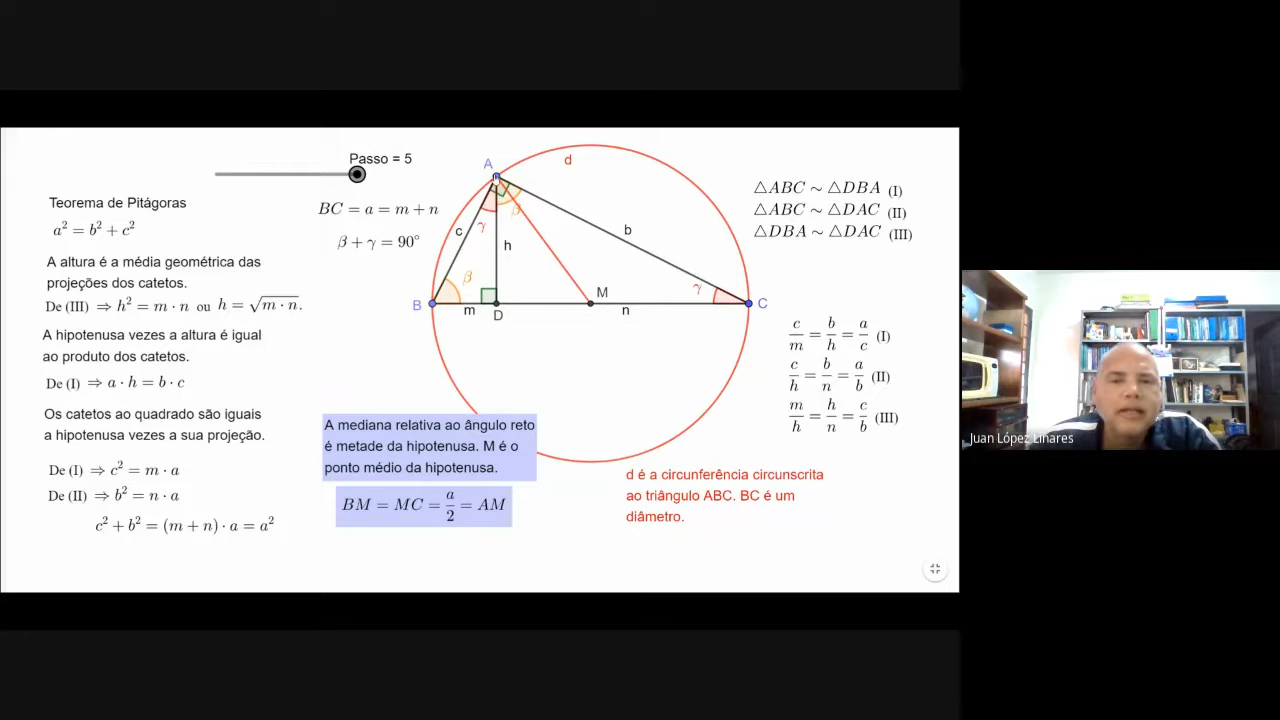 Passo = 5
Teorema de Pitágoras
a² = b² + c²
A altura é a média geométrica das
projeções dos catetos.
De (III) ⇒ h² = m · n ou h = √(m · n).
A hipotenusa vezes a altura é igual
ao produto dos catetos.
De (I) ⇒ a · h = b · c
Os catetos ao quadrado são iguais
a hipotenusa vezes a sua projeção.
De (I) ⇒ c² = m · a
De (II) ⇒ b² = n · a
c² + b² = (m + n) · a = a²
BC = a = m + n
β + γ = 90°
A
d
β
γ
c
h
b
β
γ
B
m
D
M
n
C
A mediana relativa ao ângulo reto
é metade da hipotenusa. M é o
ponto médio da hipotenusa.
BM = MC = a/2 = AM
d é a circunferência circunscrita
ao triângulo ABC. BC é um
diâmetro.
△ABC ∼ △DBA (I)
△ABC ∼ △DAC (II)
△DBA ∼ △DAC (III)
c/m = b/h = a/c (I)
c/h = b/n = a/b (II)
m/h = h/n = c/b (III)
Juan López Linares